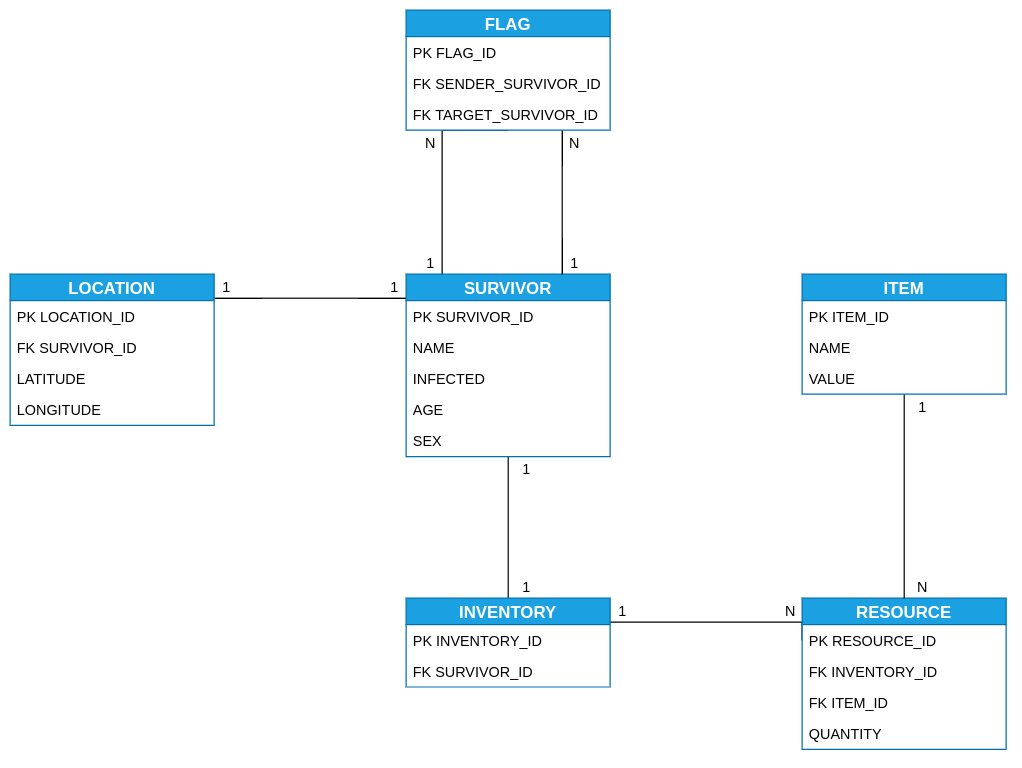 FLAG
PK FLAG_ID
FK SENDER_SURVIVOR_ID
FK TARGET_SURVIVOR_ID
N
N
1
1
LOCATION
PK LOCATION_ID
FK SURVIVOR_ID
LATITUDE
LONGITUDE
1
1
SURVIVOR
PK SURVIVOR_ID
NAME
INFECTED
AGE
SEX
ITEM
PK ITEM_ID
NAME
VALUE
1
1
1
N
INVENTORY
PK INVENTORY_ID
FK SURVIVOR_ID
1
N
RESOURCE
PK RESOURCE_ID
FK INVENTORY_ID
FK ITEM_ID
QUANTITY